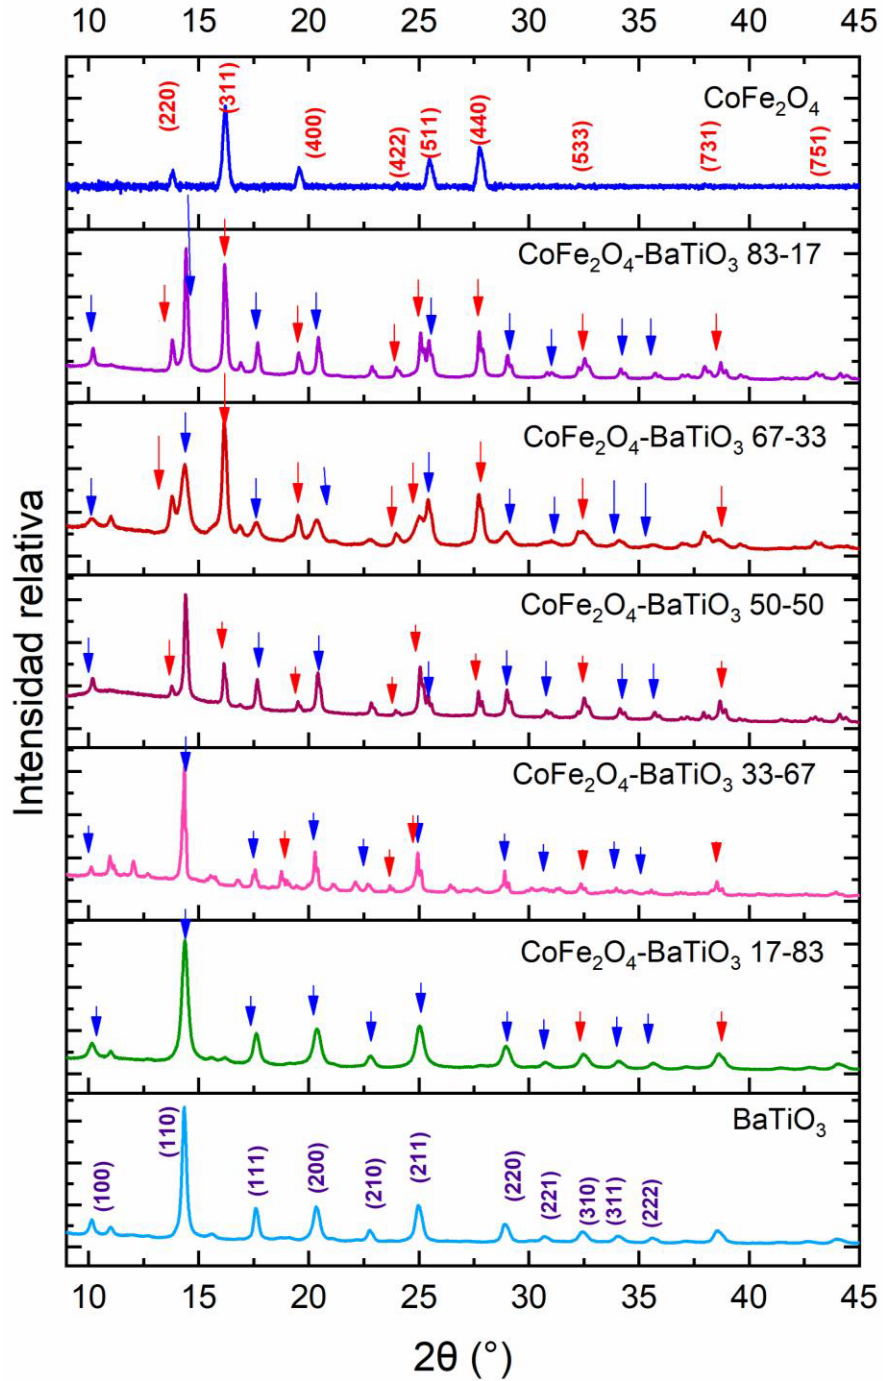 10 15 20 25 30 35 40 45
CoFe₂O₄
(220)
(311)
(400)
(422)
(511)
(440)
(533)
(731)
(751)
CoFe₂O₄-BaTiO₃ 83-17
CoFe₂O₄-BaTiO₃ 67-33
CoFe₂O₄-BaTiO₃ 50-50
CoFe₂O₄-BaTiO₃ 33-67
CoFe₂O₄-BaTiO₃ 17-83
BaTiO₃
(100)
(110)
(111)
(200)
(210)
(211)
(220)
(221)
(310)
(311)
(222)
Intensidad relativa
10 15 20 25 30 35 40 45
2θ (°)